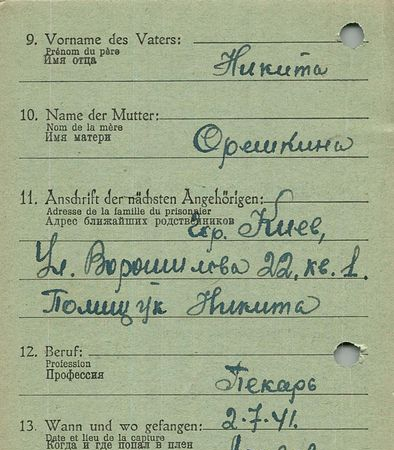 9. Vorname des Vaters:
Prénom du père
Имя отца
Никита
10. Name der Mutter:
Nom de la mère
Имя матери
Орешкина
11. Anschrift der nächsten Angehörigen:
Adresse de la famille du prisonnier
Адрес ближайших родственников
гор. Киев,
Ул. Ворошилова 22, кв. 1.
Полищук Никита
12. Beruf:
Profession
Профессия
Пекарь
13. Wann und wo gefangen: 2.7.41.
Date et lieu de la capture
Когда и где попал в плен